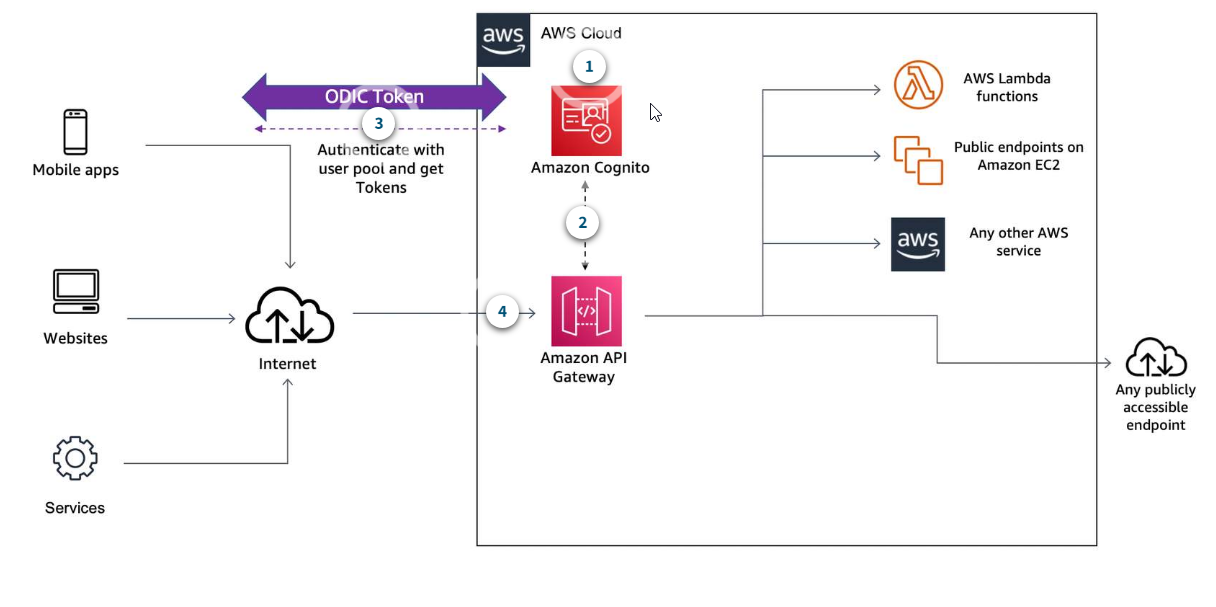 aws
AWS Cloud
1
ODIC Token
3
Authenticate with
user pool and get
Tokens
Mobile apps
Amazon Cognito
2
AWS Lambda
functions
Public endpoints on
Amazon EC2
aws
Any other AWS
service
Websites
Internet
4
</>
Amazon API
Gateway
Any publicly
accessible
endpoint
Services